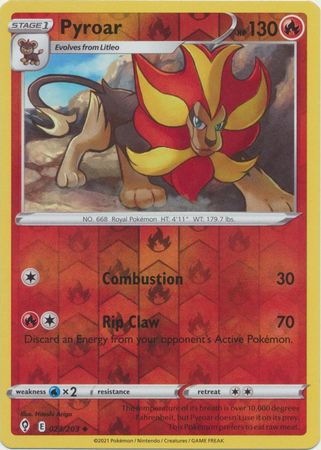 STAGE 1
Pyroar
HP 130
Evolves from Litleo
NO. 668 Royal Pokémon HT: 4'11" WT: 179.7 lbs.
Combustion 30
Rip Claw 70
Discard an Energy from your opponent's Active Pokémon.
weakness ×2 resistance retreat
Illus. Hitoshi Ariga
The temperature of its breath is over 10,000 degrees
Fahrenheit, but Pyroar doesn't use it on its prey.
This Pokémon prefers to eat raw meat.
E 023/203
©2021 Pokémon / Nintendo / Creatures / GAME FREAK